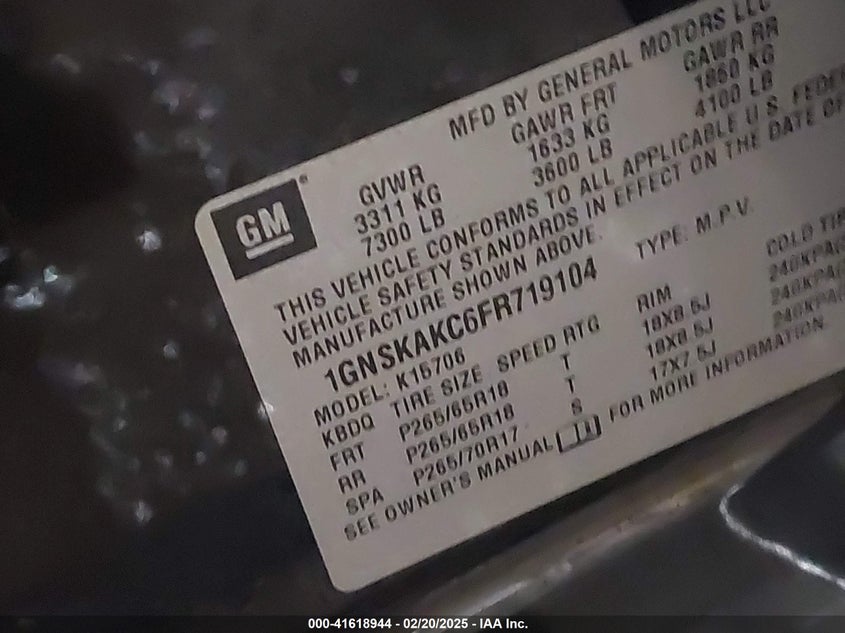 MFD BY GENERAL MOTORS LLC
GVWR GAWR FRT GAWR RR
3311 KG 1633 KG 1860 KG
7300 LB 3600 LB 4100 LB
GM
THIS VEHICLE CONFORMS TO ALL APPLICABLE U.S. FEDER
VEHICLE SAFETY STANDARDS IN EFFECT ON THE DATE OF
MANUFACTURE SHOWN ABOVE.
1GNSKAKC6FR719104 TYPE: M.P.V.
MODEL: K15706
KBDQ TIRE SIZE SPEED RTG RIM COLD TIR
FRT P265/65R18 T 18X8.5J 240KPA
RR P265/65R18 T 18X8.5J 240KPA
SPA P265/70R17 S 17X7.5J 240KPA
SEE OWNER'S MANUAL FOR MORE INFORMATION.
000-41618944 / 02/20/2025 - IAA Inc.